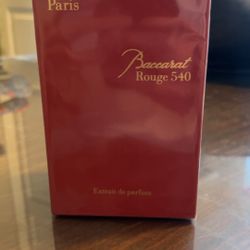 Paris
Baccarat
Rouge 540
Extrait de parfum